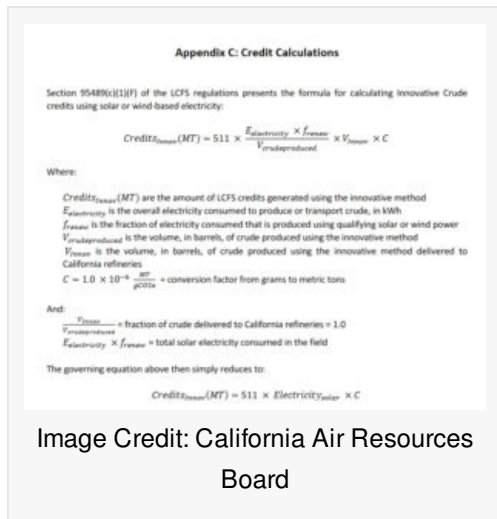 Appendix C: Credit Calculations
Section 95489(c)(1)(F) of the LCFS regulations presents the formula for calculating Innovative Crude
credits using solar or wind-based electricity:
Credits_Innov(MT) = 511 × (E_electricity × f_renew) / V_crudeproduced × V_Innov × C
Where:
Credits_Innov(MT) are the amount of LCFS credits generated using the innovative method
E_electricity is the overall electricity consumed to produce or transport crude, in kWh
f_renew is the fraction of electricity consumed that is produced using qualifying solar or wind power
V_crudeproduced is the volume, in barrels, of crude produced using the innovative method
V_Innov is the volume, in barrels, of crude produced using the innovative method delivered to
California refineries
C = 1.0 × 10⁻⁶ MT/gCO2e = conversion factor from grams to metric tons
And:
V_Innov/V_crudeproduced = fraction of crude delivered to California refineries = 1.0
E_electricity × f_renew = total solar electricity consumed in the field
The governing equation above then simply reduces to:
Credits_Innov(MT) = 511 × Electricity_solar × C
Image Credit: California Air Resources
Board